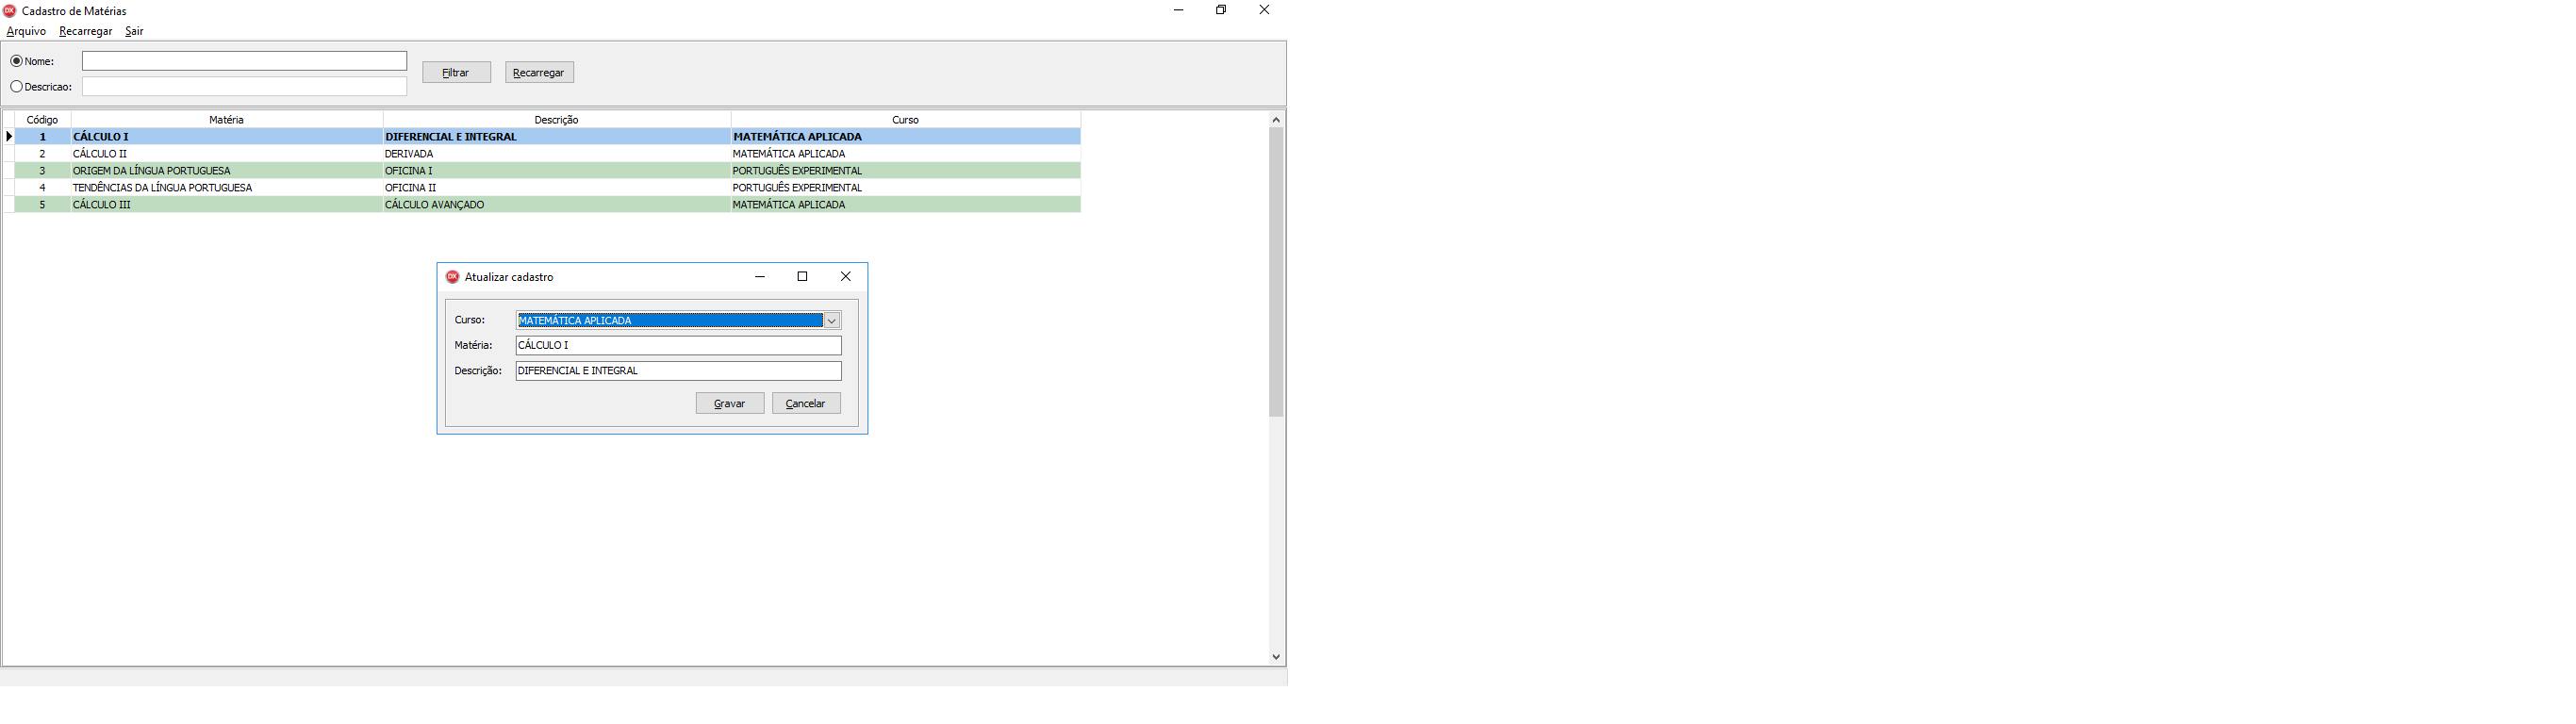 Cadastro de Matérias
Arquivo Recarregar Sair
Nome:
Filtrar Recarregar
Descricao:
Código Matéria Descrição Curso
1 CÁLCULO I DIFERENCIAL E INTEGRAL MATEMÁTICA APLICADA
2 CÁLCULO II DERIVADA MATEMÁTICA APLICADA
3 ORIGEM DA LÍNGUA PORTUGUESA OFICINA I PORTUGUÊS EXPERIMENTAL
4 TENDÊNCIAS DA LÍNGUA PORTUGUESA OFICINA II PORTUGUÊS EXPERIMENTAL
5 CÁLCULO III CÁLCULO AVANÇADO MATEMÁTICA APLICADA
DX Atualizar cadastro
Curso: MATEMÁTICA APLICADA
Matéria: CÁLCULO I
Descrição: DIFERENCIAL E INTEGRAL
Gravar Cancelar